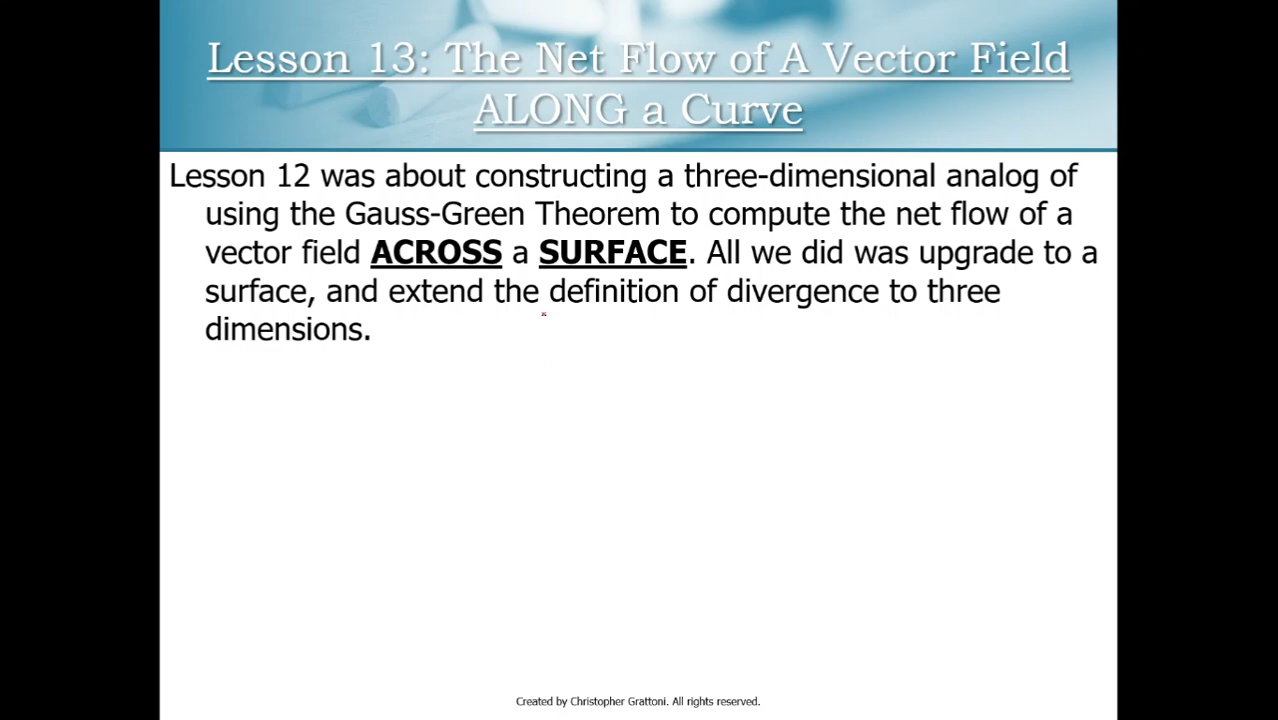 Lesson 13: The Net Flow of A Vector Field
ALONG a Curve
Lesson 12 was about constructing a three-dimensional analog of
using the Gauss-Green Theorem to compute the net flow of a
vector field ACROSS a SURFACE. All we did was upgrade to a
surface, and extend the definition of divergence to three
dimensions.
Created by Christopher Grattoni. All rights reserved.